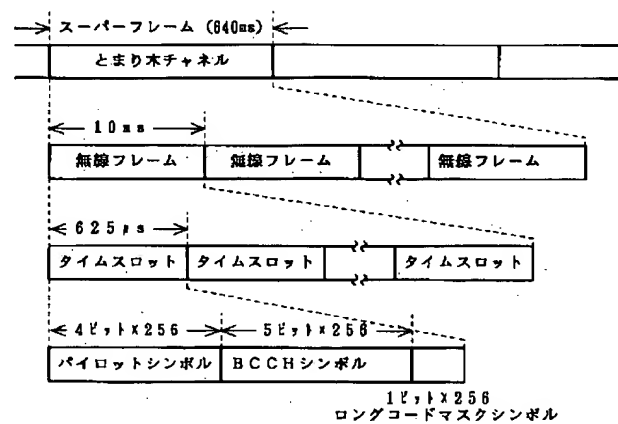 スーパーフレーム (640ms)
とまり木チャネル
10ms
無線フレーム 無線フレーム 無線フレーム
625μs
タイムスロット タイムスロット タイムスロット
4ビット×256 5ビット×256
パイロットシンボル BCCHシンボル
1ビット×256
ロングコードマスクシンボル